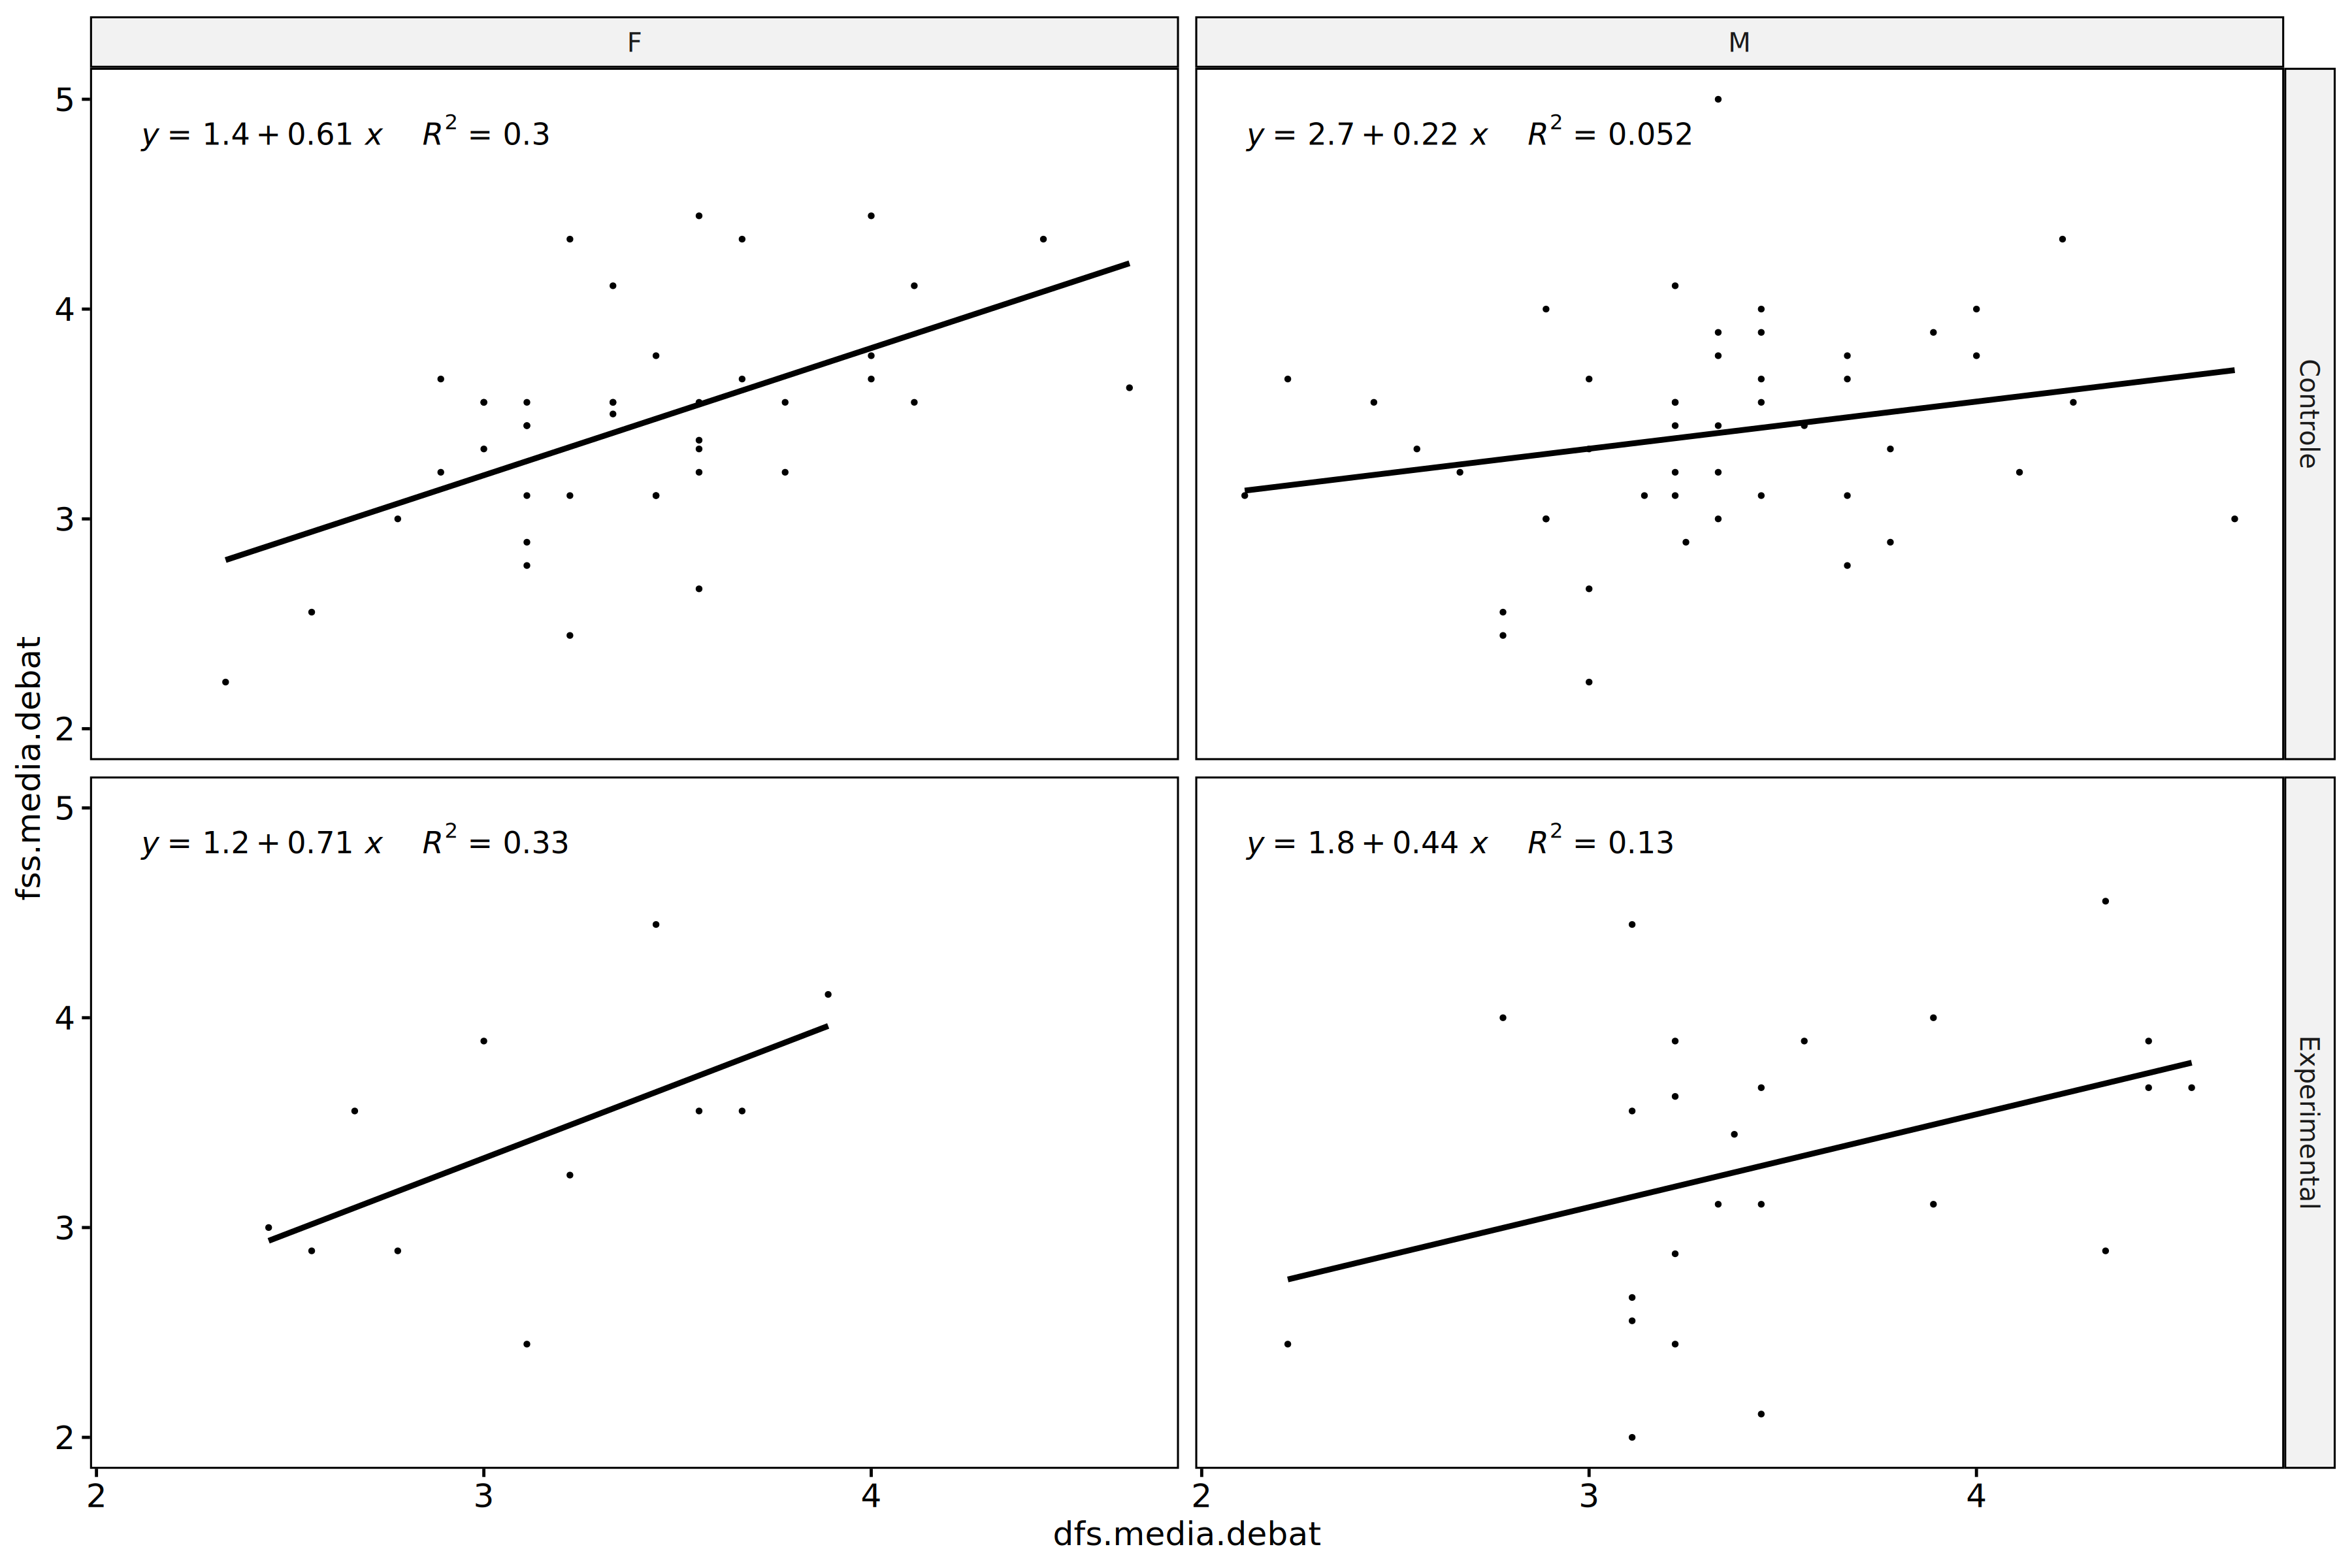 F
M
5
y = 1.4 + 0.61 x R² = 0.3
y = 2.7 + 0.22 x R² = 0.052
4
3
2
Controle
fss.media.debat
5
y = 1.2 + 0.71 x R² = 0.33
y = 1.8 + 0.44 x R² = 0.13
4
3
2
Experimental
2 3 4
2 3 4
dfs.media.debat